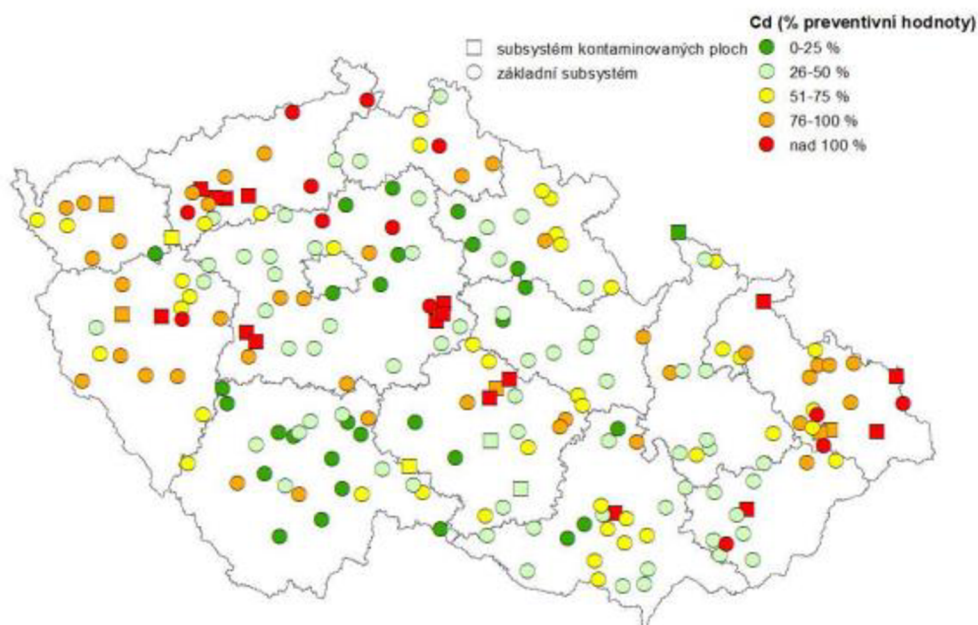 Cd (% preventivní hodnoty)
subsystém kontaminovaných ploch
základní subsystém
0-25 %
26-50 %
51-75 %
76-100 %
nad 100 %